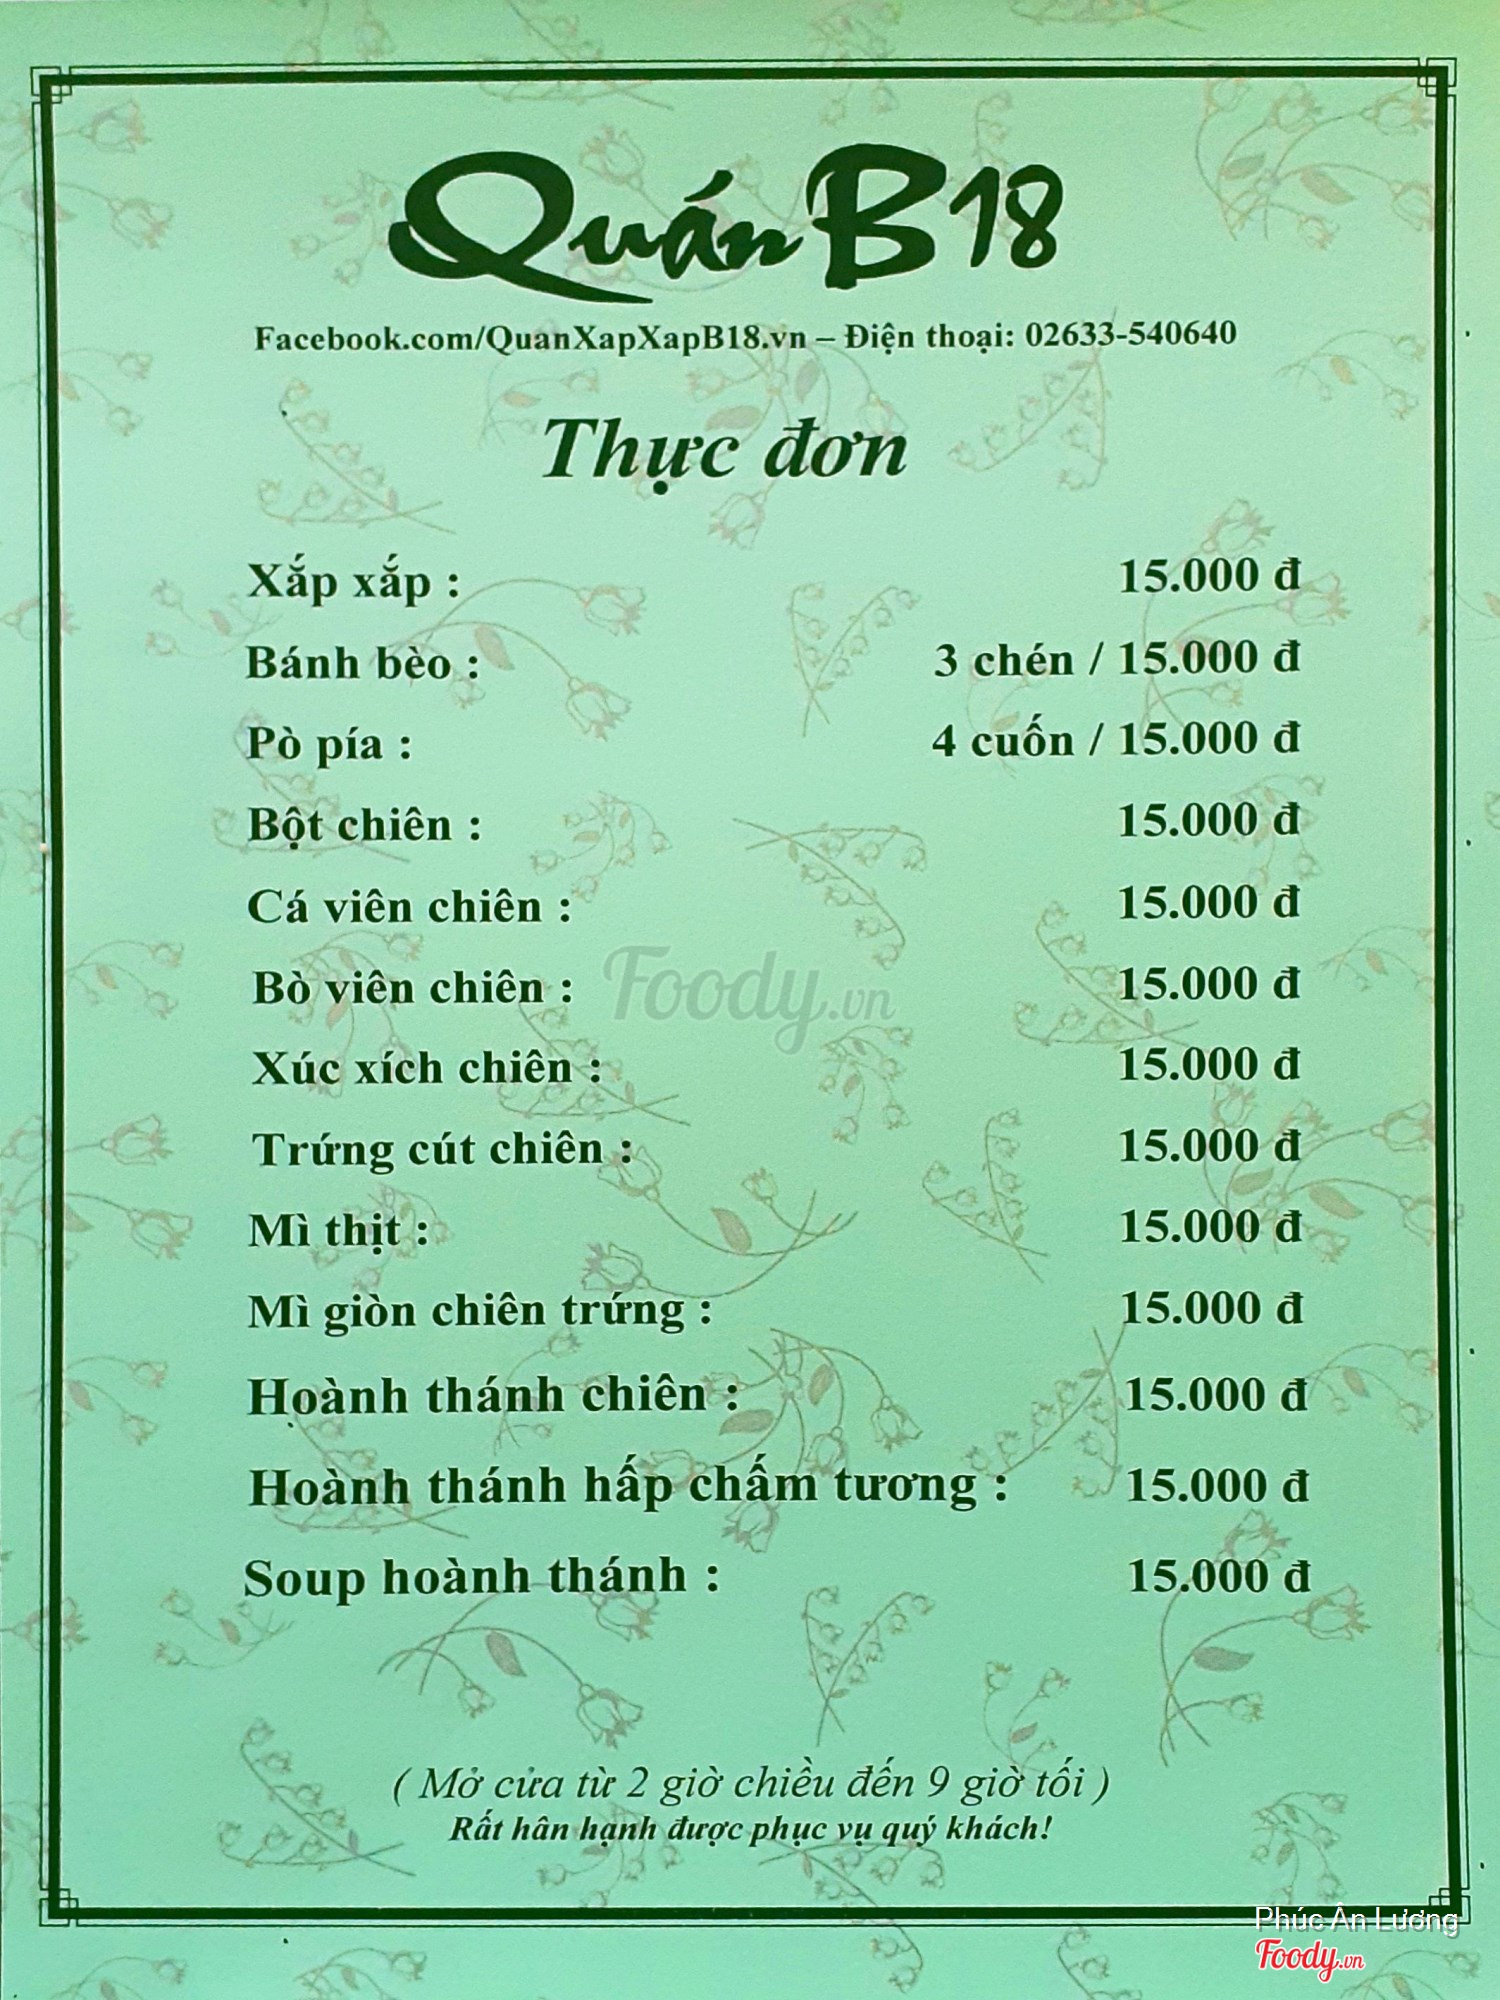 Quán B18
Facebook.com/QuanXapXapB18.vn – Điện thoại: 02633-540640
Thực đơn
Xắp xắp : 15.000 đ
Bánh bèo : 3 chén / 15.000 đ
Pò pía : 4 cuốn / 15.000 đ
Bột chiên : 15.000 đ
Cá viên chiên : 15.000 đ
Bò viên chiên : 15.000 đ
Foody.vn
Xúc xích chiên : 15.000 đ
Trứng cút chiên : 15.000 đ
Mì thịt : 15.000 đ
Mì giòn chiên trứng : 15.000 đ
Hoành thánh chiên : 15.000 đ
Hoành thánh hấp chấm tương : 15.000 đ
Soup hoành thánh : 15.000 đ
( Mở cửa từ 2 giờ chiều đến 9 giờ tối )
Rất hân hạnh được phục vụ quý khách!
Phúc Ân Lương
Foody.vn